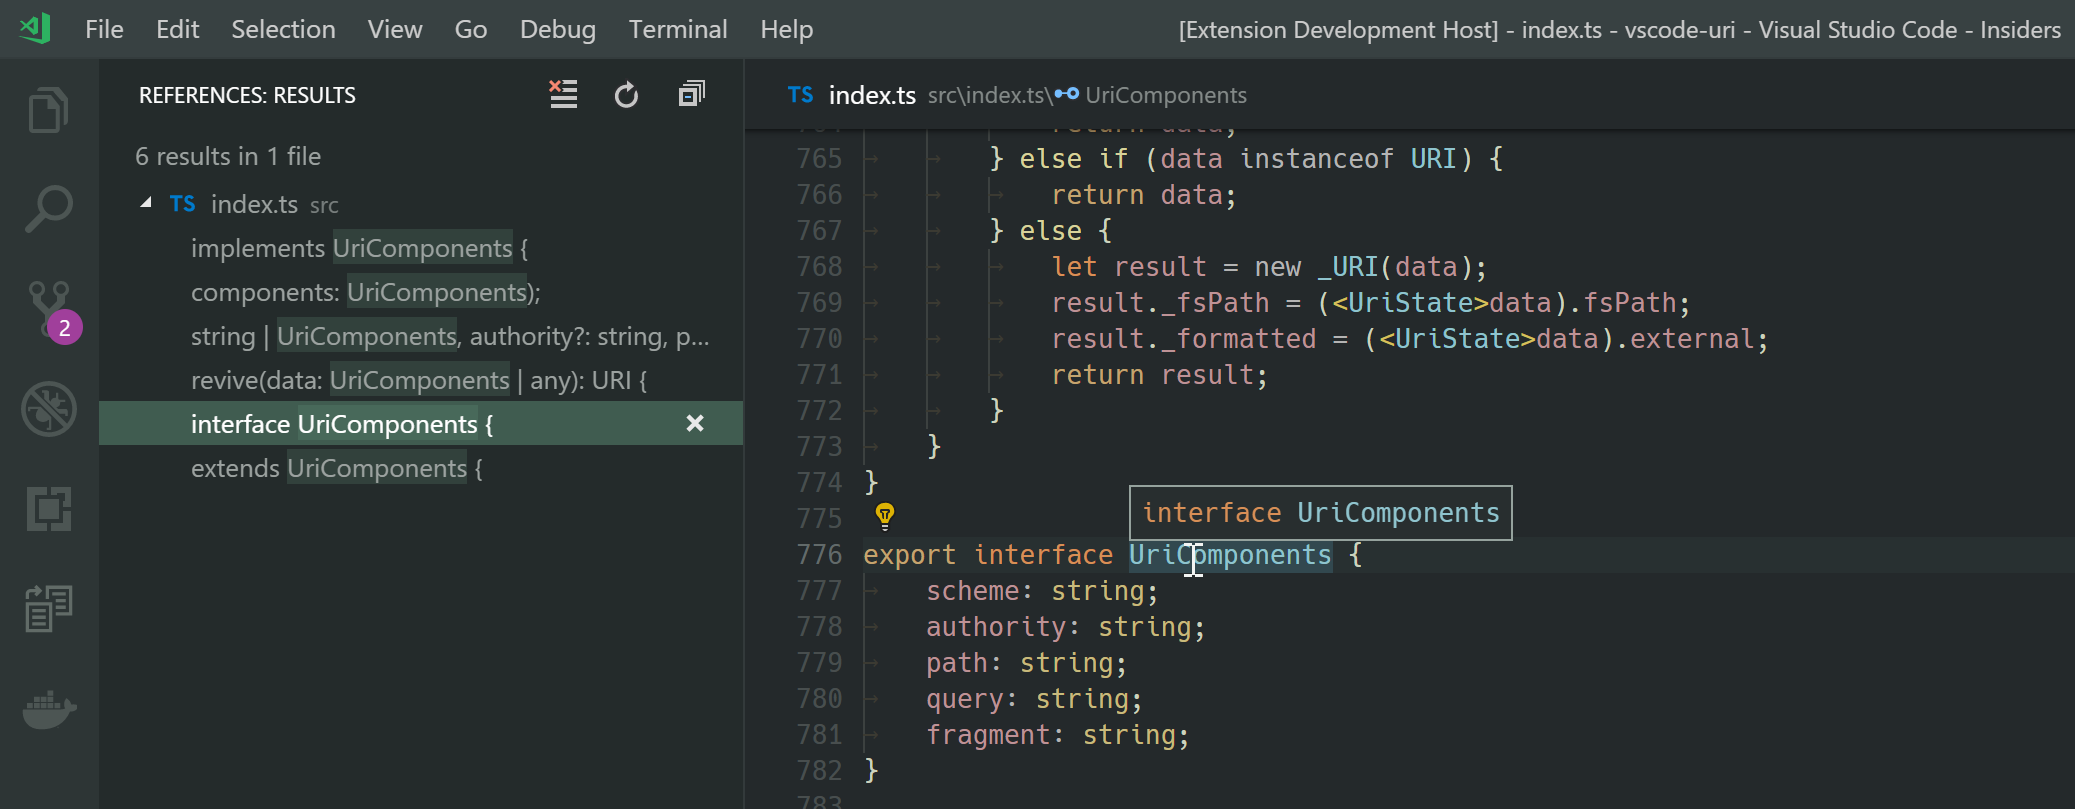 File Edit Selection View Go Debug Terminal Help
[Extension Development Host] - index.ts - vscode-uri - Visual Studio Code - Insiders
REFERENCES: RESULTS
6 results in 1 file
TS index.ts src
implements UriComponents {
components: UriComponents);
string | UriComponents, authority?: string, p...
revive(data: UriComponents | any): URI {
interface UriComponents {
extends UriComponents {
2
TS index.ts src\index.ts\ UriComponents
764 return data;
765 } else if (data instanceof URI) {
766 return data;
767 } else {
768 let result = new _URI(data);
769 result._fsPath = (<UriState>data).fsPath;
770 result._formatted = (<UriState>data).external;
771 return result;
772 }
773 }
774 }
775
interface UriComponents
776 export interface UriComponents {
777 scheme: string;
778 authority: string;
779 path: string;
780 query: string;
781 fragment: string;
782 }
783